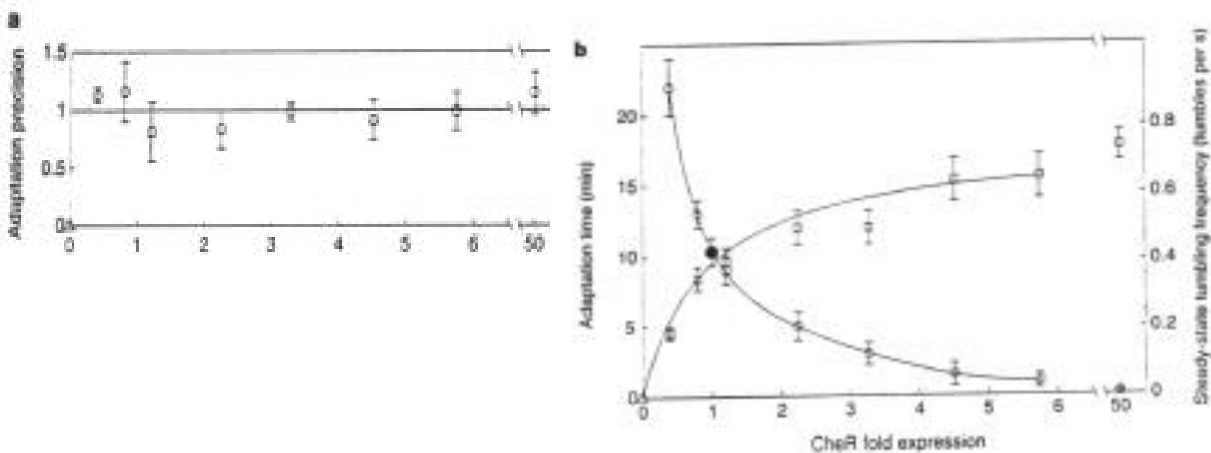 a
Adaptation precision
1.5
1
0.5
0
0 1 2 3 4 5 6 50
b
Adaptation time (min)
20
15
10
5
0
0 1 2 3 4 5 6 50
CheR fold expression
0.8
0.6
0.4
0.2
0
Steady-state tumbling frequency (tumbles per s)